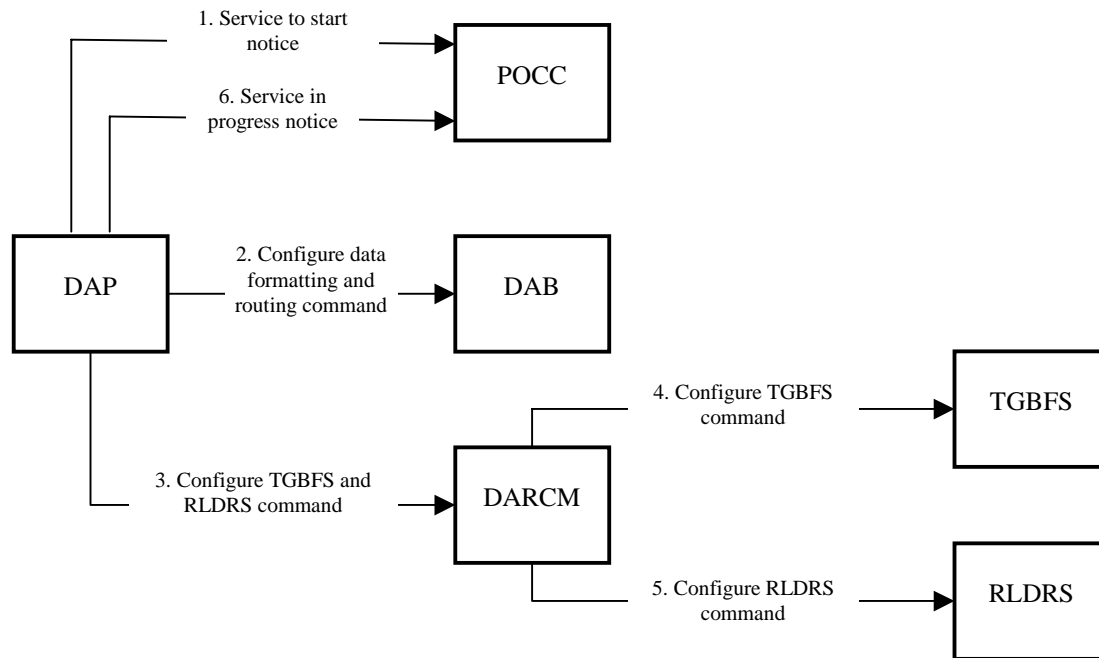 1. Service to start
notice
POCC
6. Service in
progress notice
DAP
2. Configure data
formatting and
routing command
DAB
4. Configure TGBFS
command
TGBFS
3. Configure TGBFS and
RLDRS command
DARCM
5. Configure RLDRS
command
RLDRS